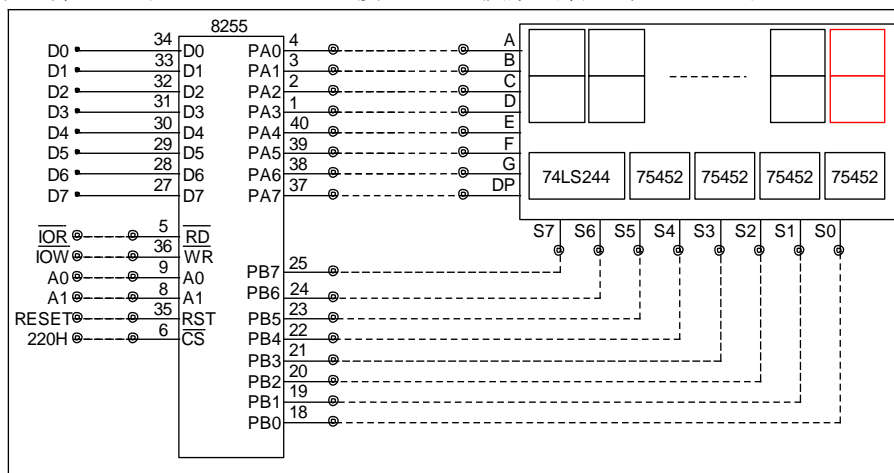 8255
D0 34 D0 PA0 4 A
D1 33 D1 PA1 3 B
D2 32 D2 PA2 2 C
D3 31 D3 PA3 1 D
D4 30 D4 PA4 40 E
D5 29 D5 PA5 39 F
D6 28 D6 PA6 38 G
D7 27 D7 PA7 37 DP
74LS244 75452 75452 75452 75452
S7 S6 S5 S4 S3 S2 S1 S0
IOR 5 RD
IOW 36 WR
A0 9 A0
A1 8 A1
RESET 35 RST
220H 6 CS
PB7 25
PB6 24
PB5 23
PB4 22
PB3 21
PB2 20
PB1 19
PB0 18